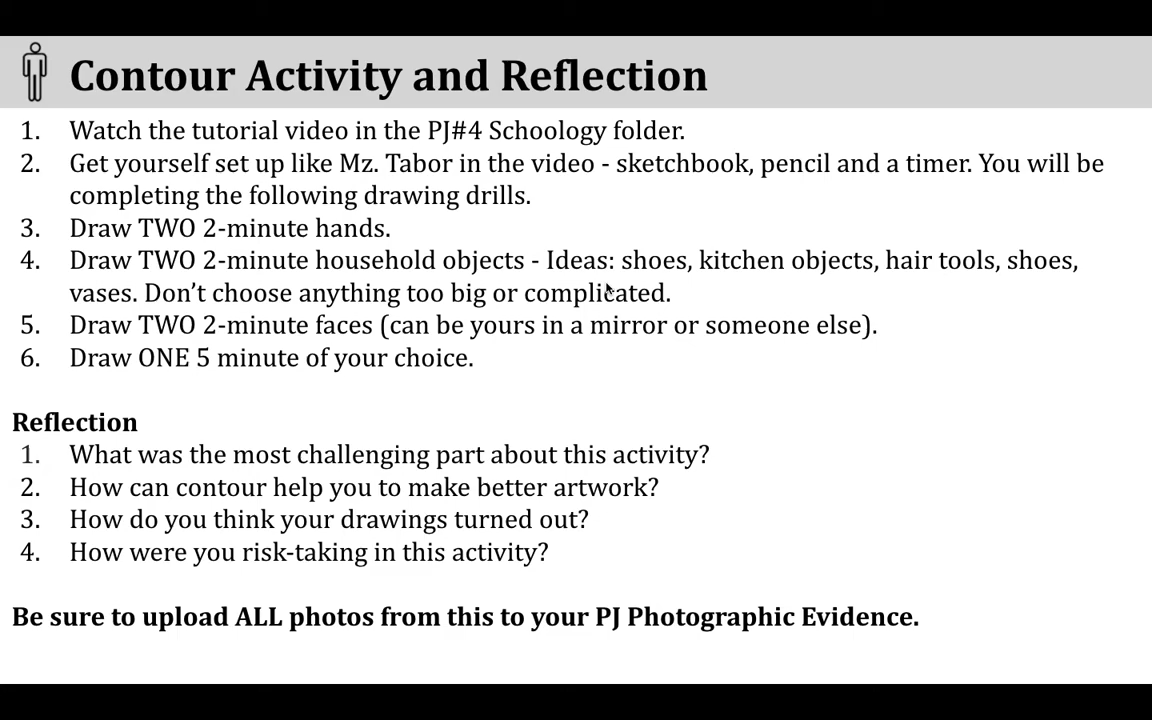 Contour Activity and Reflection
1. Watch the tutorial video in the PJ#4 Schoology folder.
2. Get yourself set up like Mz. Tabor in the video - sketchbook, pencil and a timer. You will be
completing the following drawing drills.
3. Draw TWO 2-minute hands.
4. Draw TWO 2-minute household objects - Ideas: shoes, kitchen objects, hair tools, shoes,
vases. Don’t choose anything too big or complicated.
5. Draw TWO 2-minute faces (can be yours in a mirror or someone else).
6. Draw ONE 5 minute of your choice.
Reflection
1. What was the most challenging part about this activity?
2. How can contour help you to make better artwork?
3. How do you think your drawings turned out?
4. How were you risk-taking in this activity?
Be sure to upload ALL photos from this to your PJ Photographic Evidence.